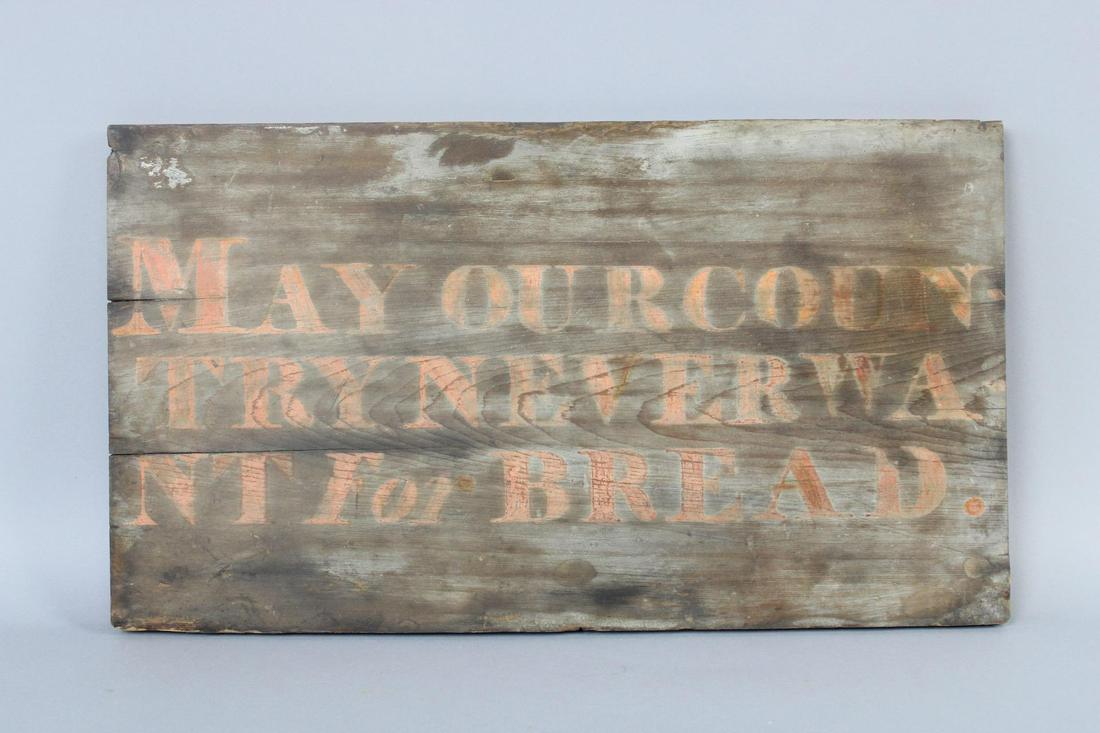 MAY OUR COUN-
TRY NEVER WA-
NT For BREAD.